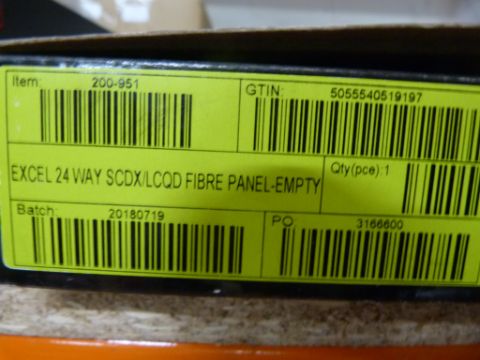 Item: 200-951
GTIN: 5055540519197
EXCEL 24 WAY SCDX/LCQD FIBRE PANEL-EMPTY
Qty(pce):1
Batch: 20180719
PO: 3166600